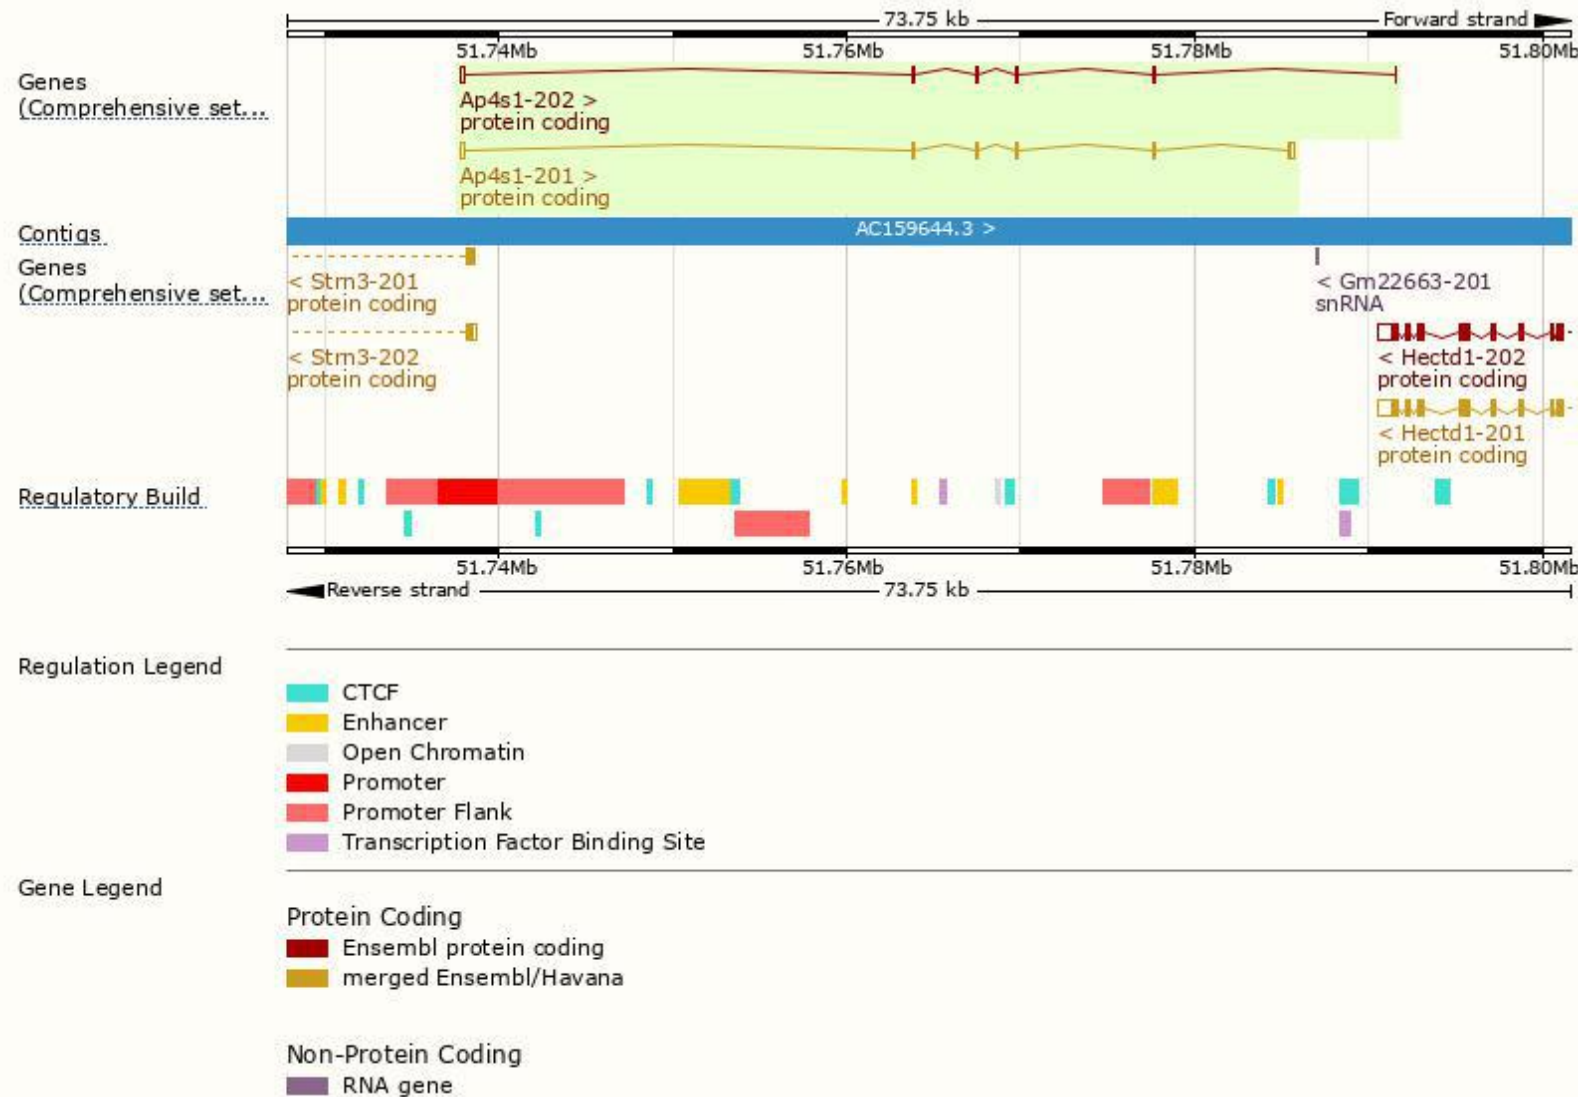 73.75 kb
Forward strand
51.74Mb 51.76Mb 51.78Mb 51.80Mb
Genes
(Comprehensive set...
Ap4s1-202 >
protein coding
Ap4s1-201 >
protein coding
Contigs
AC159644.3 >
Genes
(Comprehensive set...
< Strn3-201
protein coding
< Gm22663-201
snRNA
< Strn3-202
protein coding
< Hectd1-202
protein coding
< Hectd1-201
protein coding
Regulatory Build
51.74Mb 51.76Mb 51.78Mb 51.80Mb
Reverse strand
73.75 kb
Regulation Legend
CTCF
Enhancer
Open Chromatin
Promoter
Promoter Flank
Transcription Factor Binding Site
Gene Legend
Protein Coding
Ensembl protein coding
merged Ensembl/Havana
Non-Protein Coding
RNA gene